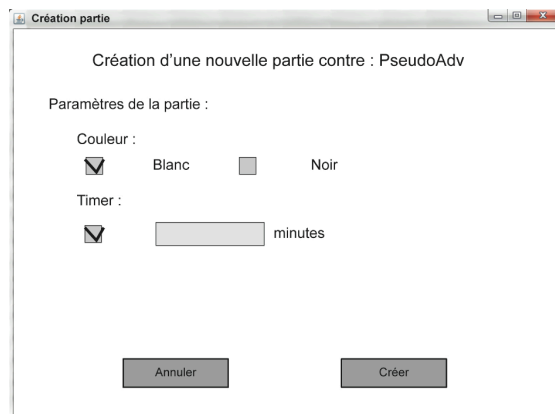 Création partie
Création d'une nouvelle partie contre : PseudoAdv
Paramètres de la partie :
Couleur :
Blanc Noir
Timer :
minutes
Annuler Créer